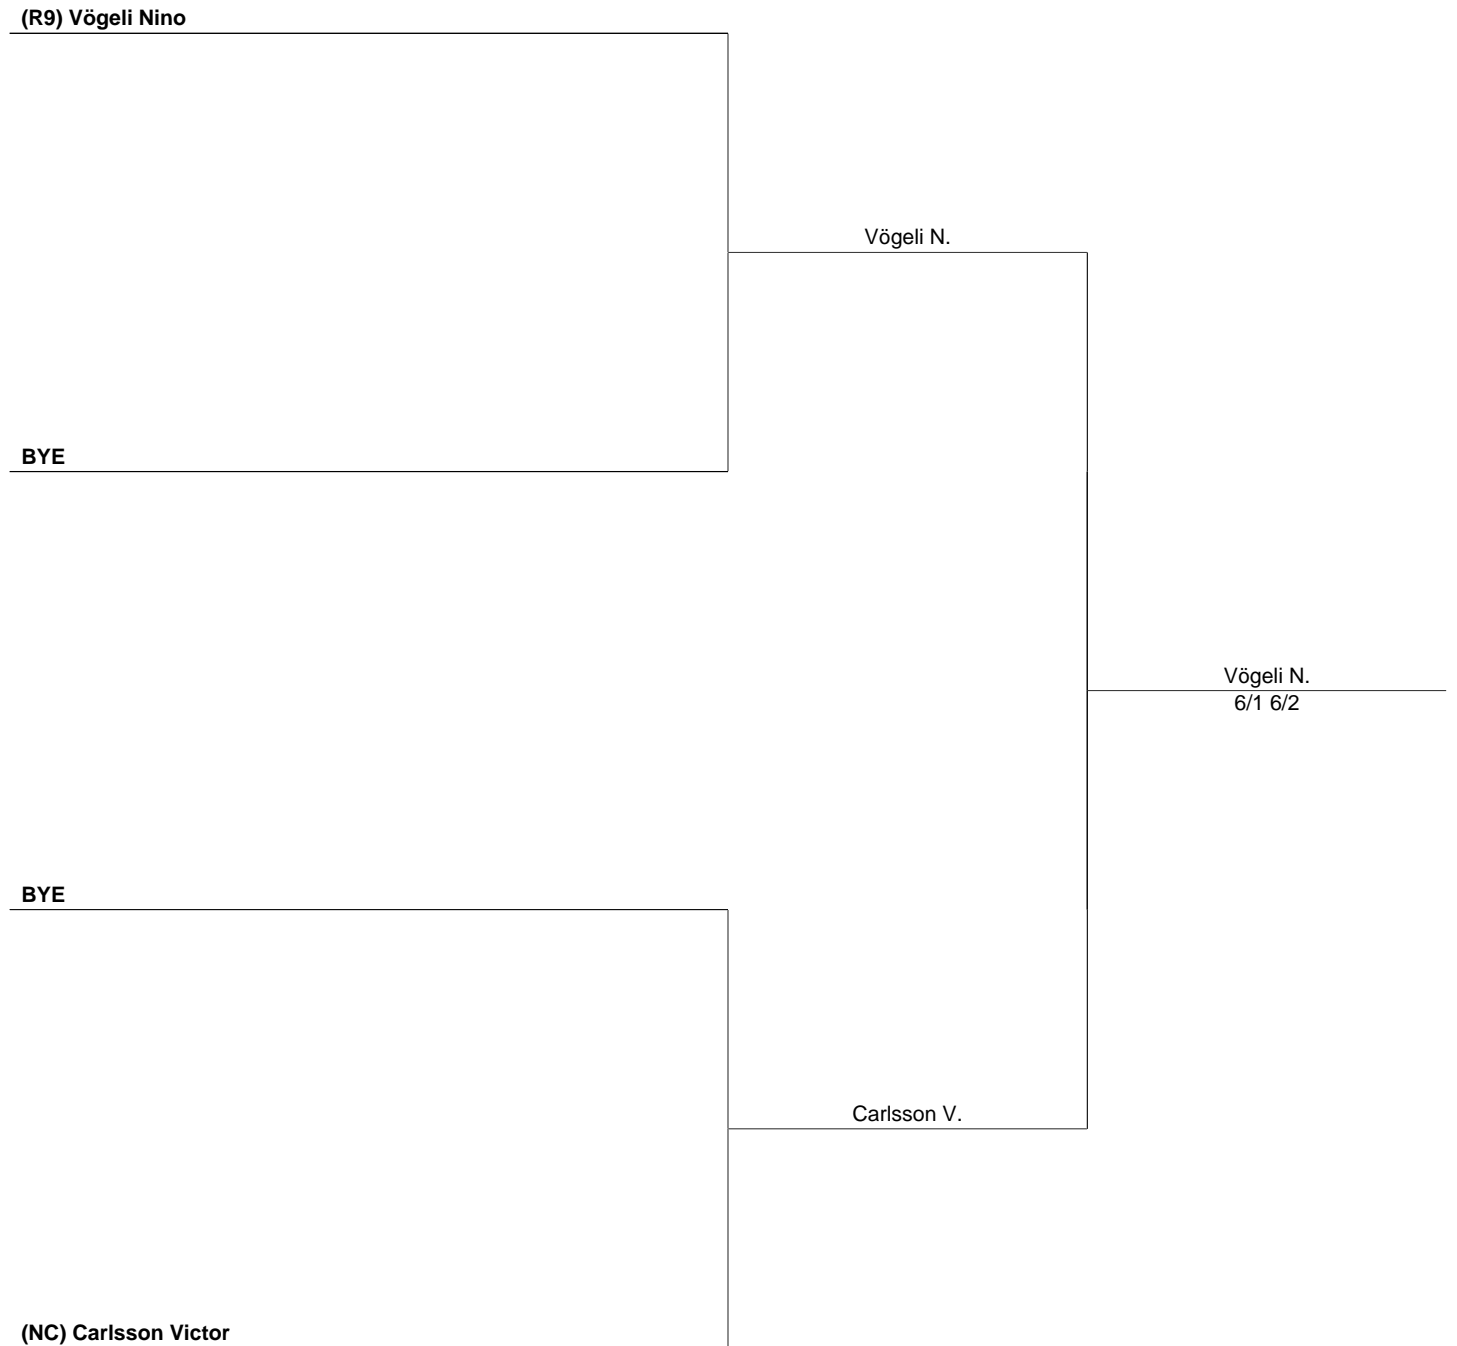 (R9) Vögeli Nino
Vögeli N.
BYE
Vögeli N.
6/1 6/2
BYE
Carlsson V.
(NC) Carlsson Victor